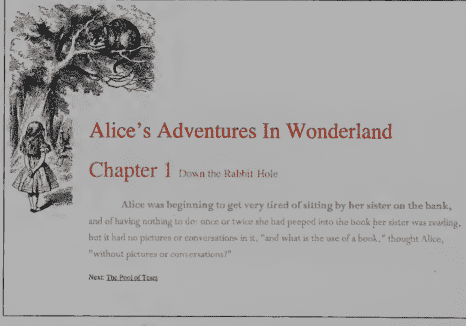 Alice's Adventures In Wonderland
Chapter 1 Down the Rabbit Hole
Alice was beginning to get very tired of sitting by her sister on the bank,
and of having nothing to do: once or twice she had peeped into the book her sister was reading,
but it had no pictures or conversations in it, "and what is the use of a book," thought Alice,
"without pictures or conversations?"
Next: The Pool of Tears